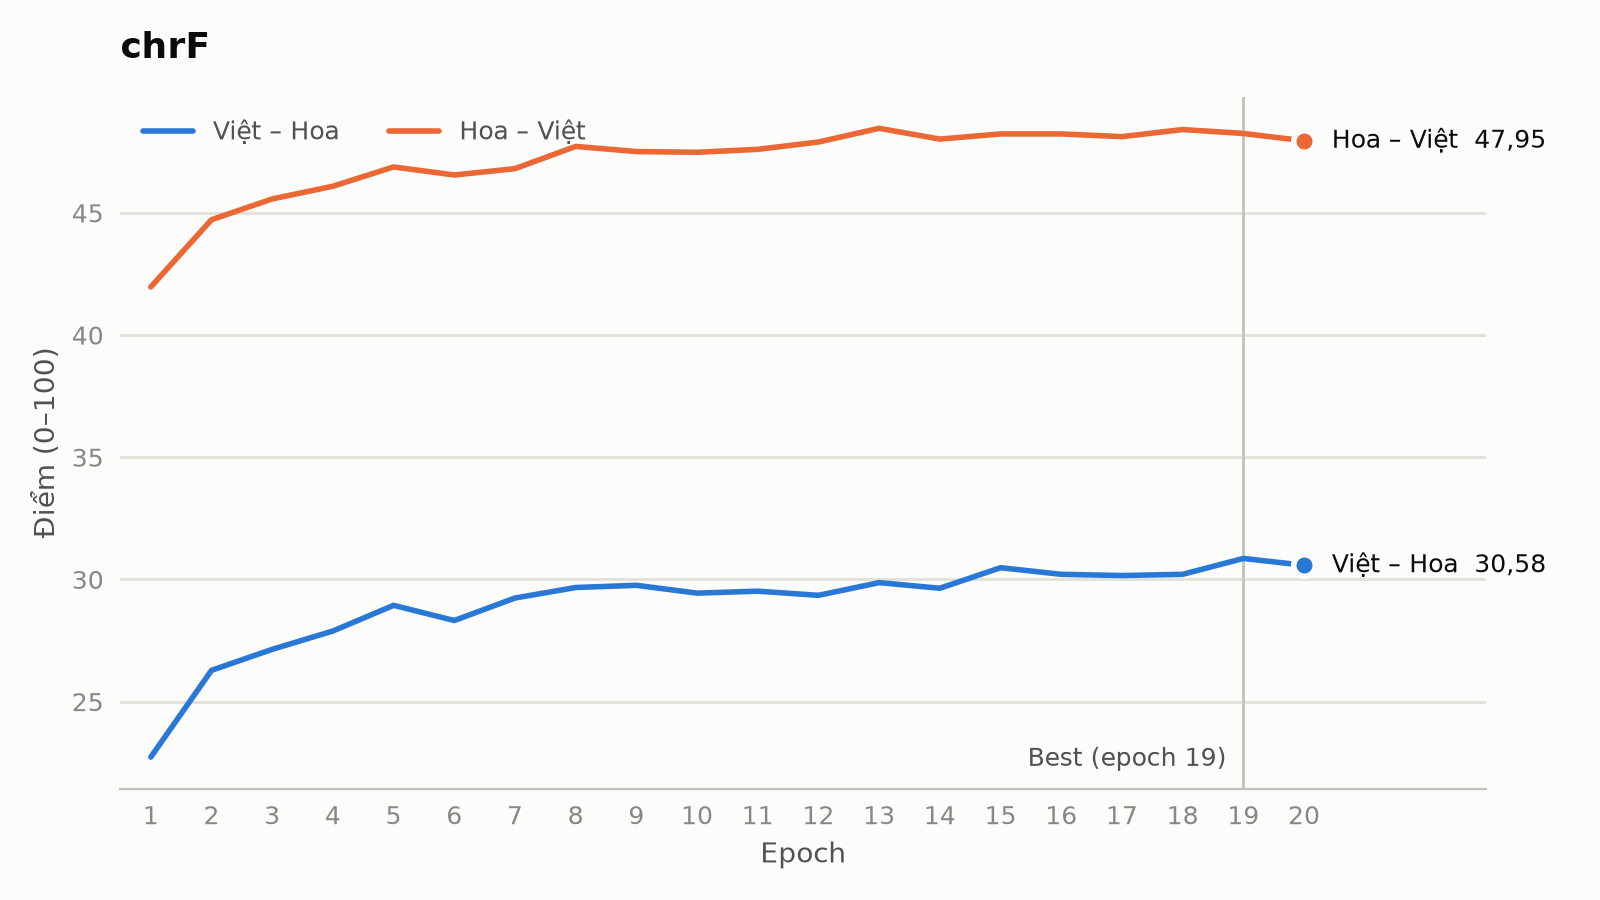 chrF
Việt – Hoa
Hoa – Việt
Hoa – Việt 47,95
45
40
35
30
25
Điểm (0–100)
Việt – Hoa 30,58
Best (epoch 19)
1 2 3 4 5 6 7 8 9 10 11 12 13 14 15 16 17 18 19 20
Epoch